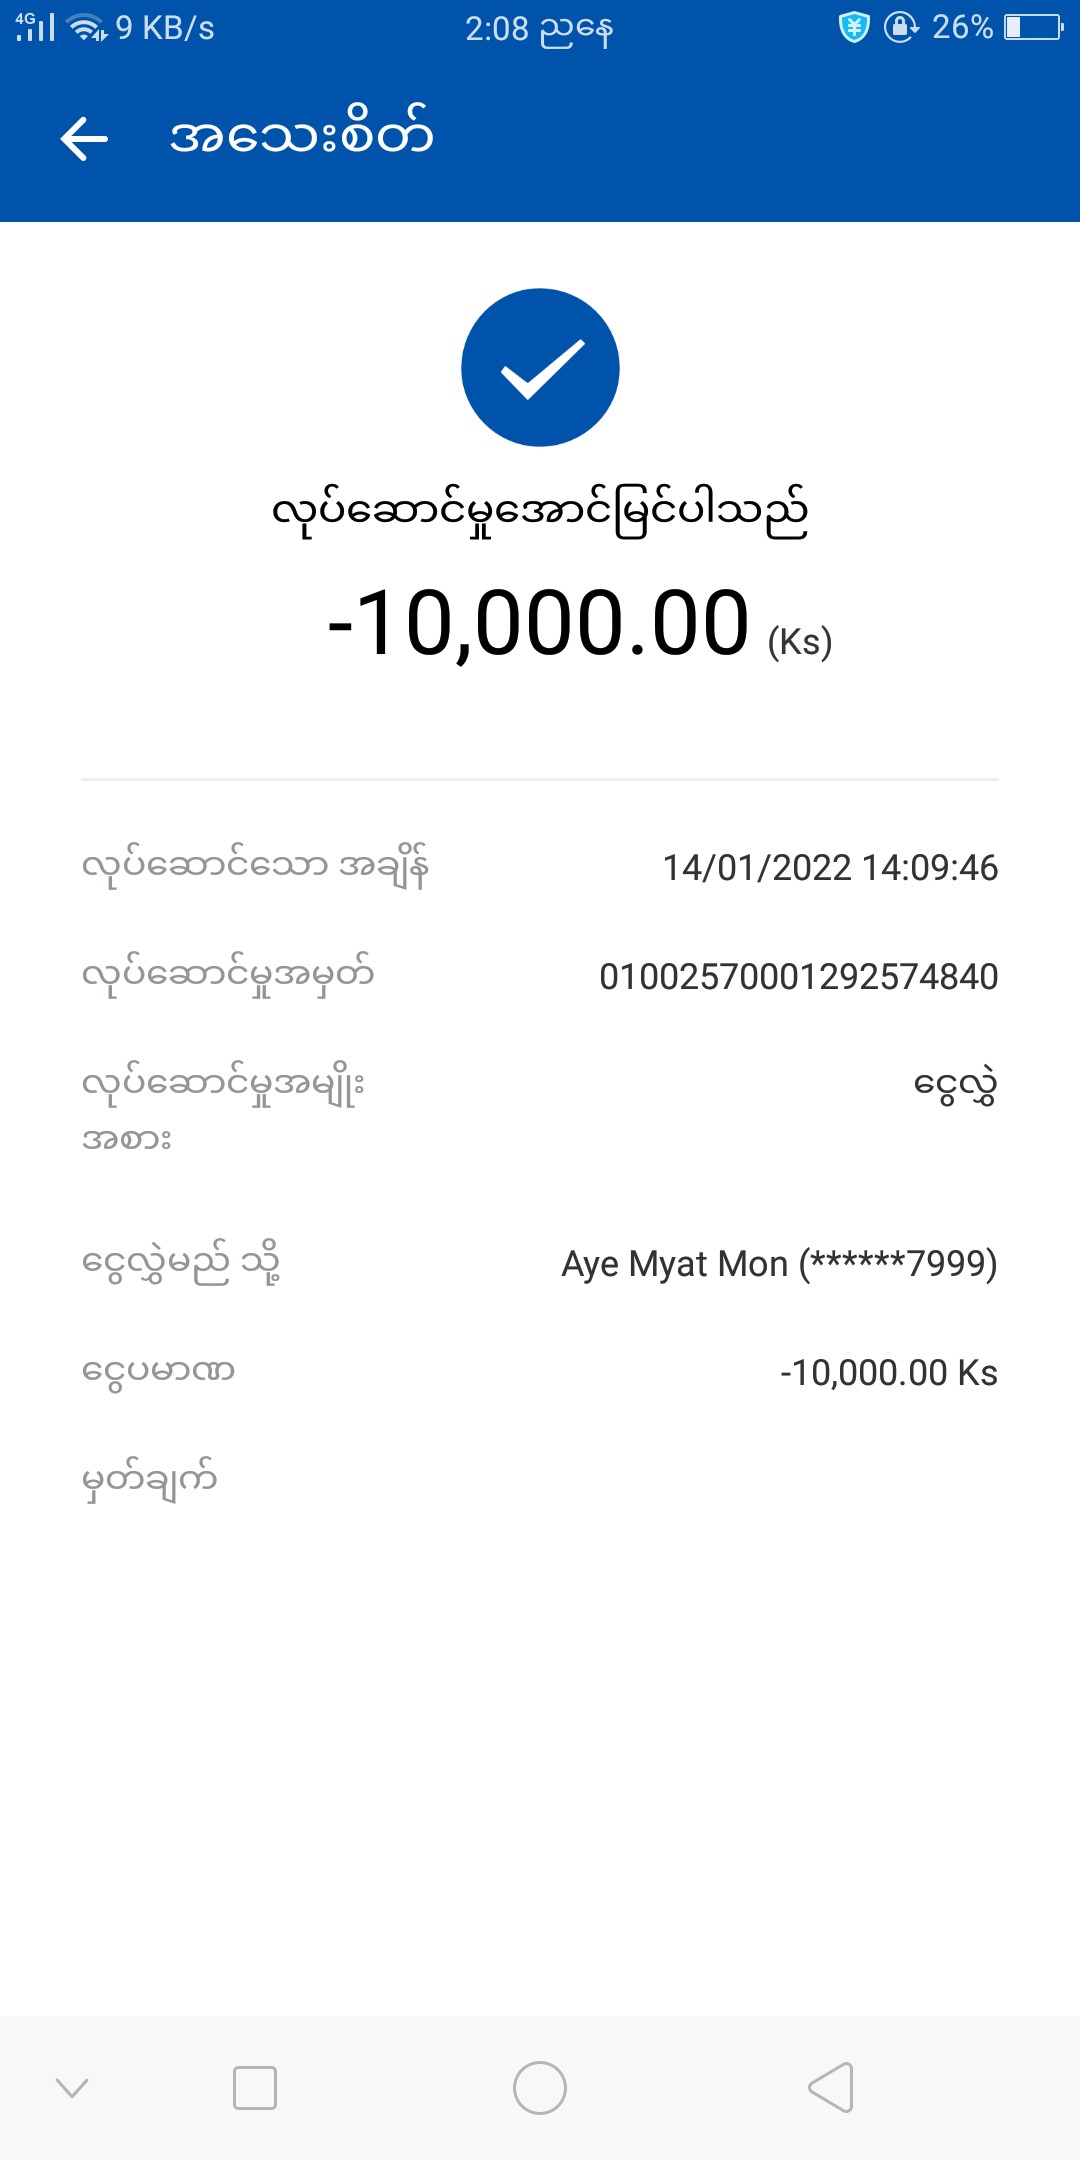 4G 9 KB/s 2:08 ညနေ 26%
အသေးစိတ်
လုပ်ဆောင်မှုအောင်မြင်ပါသည်
-10,000.00 (Ks)
လုပ်ဆောင်သော အချိန် 14/01/2022 14:09:46
လုပ်ဆောင်မှုအမှတ် 01002570001292574840
လုပ်ဆောင်မှုအမျိုး ငွေလွှဲ
အစား
ငွေလွှဲမည် သို့ Aye Myat Mon (******7999)
ငွေပမာဏ -10,000.00 Ks
မှတ်ချက်